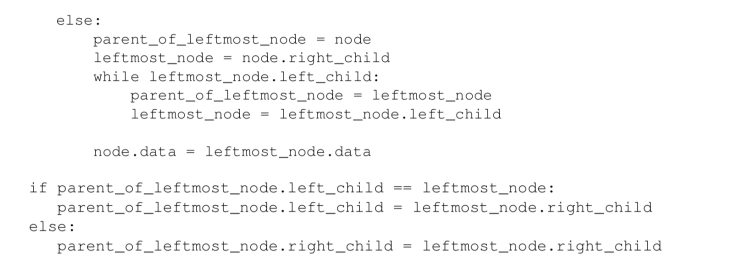 else:
parent_of_leftmost_node = node
leftmost_node = node.right_child
while leftmost_node.left_child:
parent_of_leftmost_node = leftmost_node
leftmost_node = leftmost_node.left_child
node.data = leftmost_node.data
if parent_of_leftmost_node.left_child == leftmost_node:
parent_of_leftmost_node.left_child = leftmost_node.right_child
else:
parent_of_leftmost_node.right_child = leftmost_node.right_child